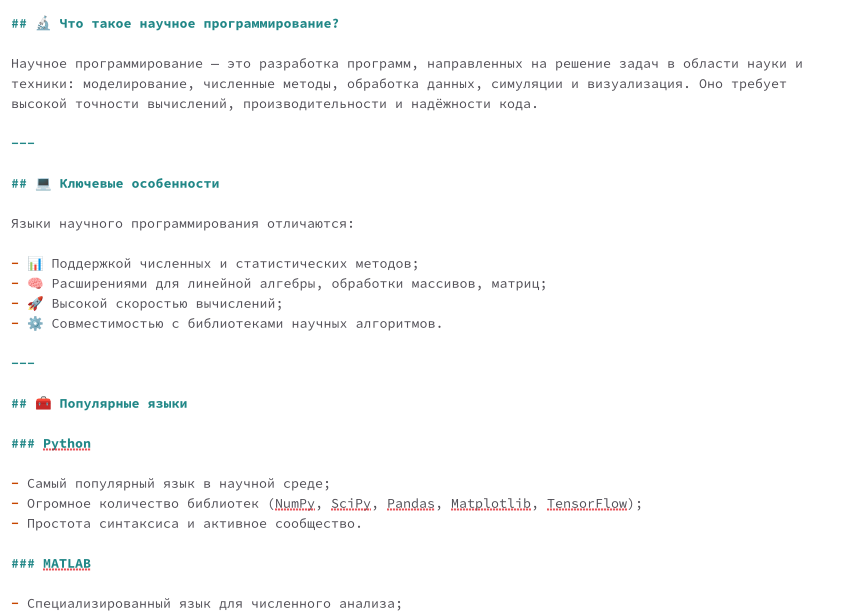 ## 🔬 Что такое научное программирование?
Научное программирование — это разработка программ, направленных на решение задач в области науки и
техники: моделирование, численные методы, обработка данных, симуляции и визуализация. Оно требует
высокой точности вычислений, производительности и надёжности кода.
---
## 💻 Ключевые особенности
Языки научного программирования отличаются:
- 📊 Поддержкой численных и статистических методов;
- 🧠 Расширениями для линейной алгебры, обработки массивов, матриц;
- 🚀 Высокой скоростью вычислений;
- ⚙️ Совместимостью с библиотеками научных алгоритмов.
---
## 🧰 Популярные языки
### Python
- Самый популярный язык в научной среде;
- Огромное количество библиотек (NumPy, SciPy, Pandas, Matplotlib, TensorFlow);
- Простота синтаксиса и активное сообщество.
### MATLAB
- Специализированный язык для численного анализа;